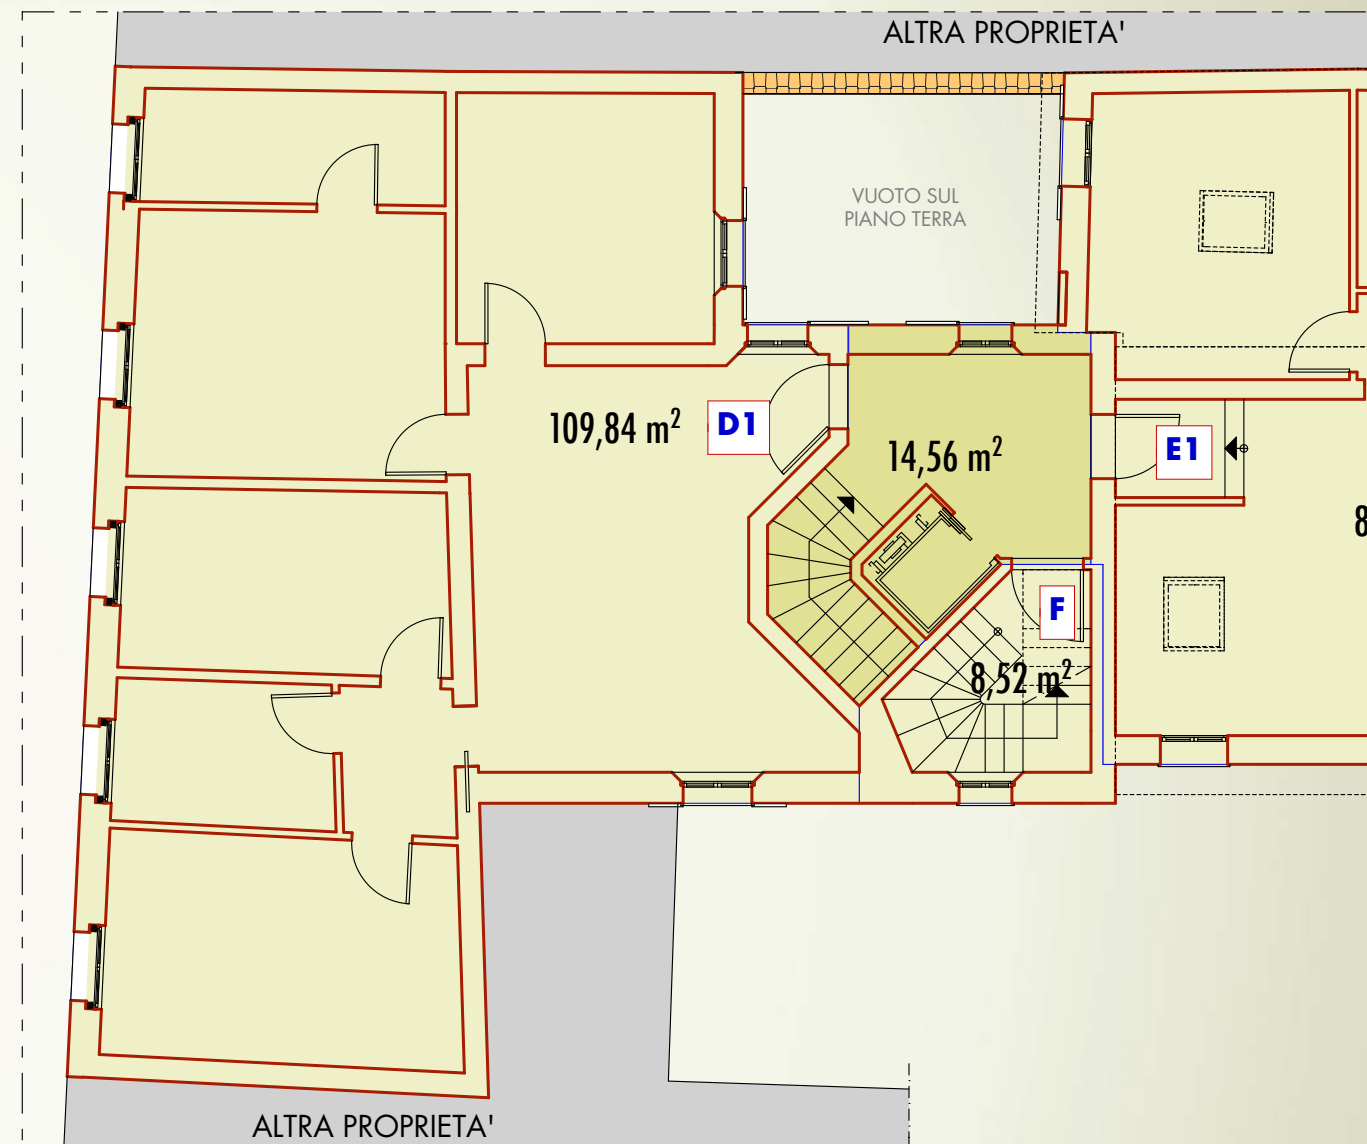 ALTRA PROPRIETA'
VUOTO SUL
PIANO TERRA
109,84 m²
D1
14,56 m²
E1
8
F
8,52 m²
ALTRA PROPRIETA'